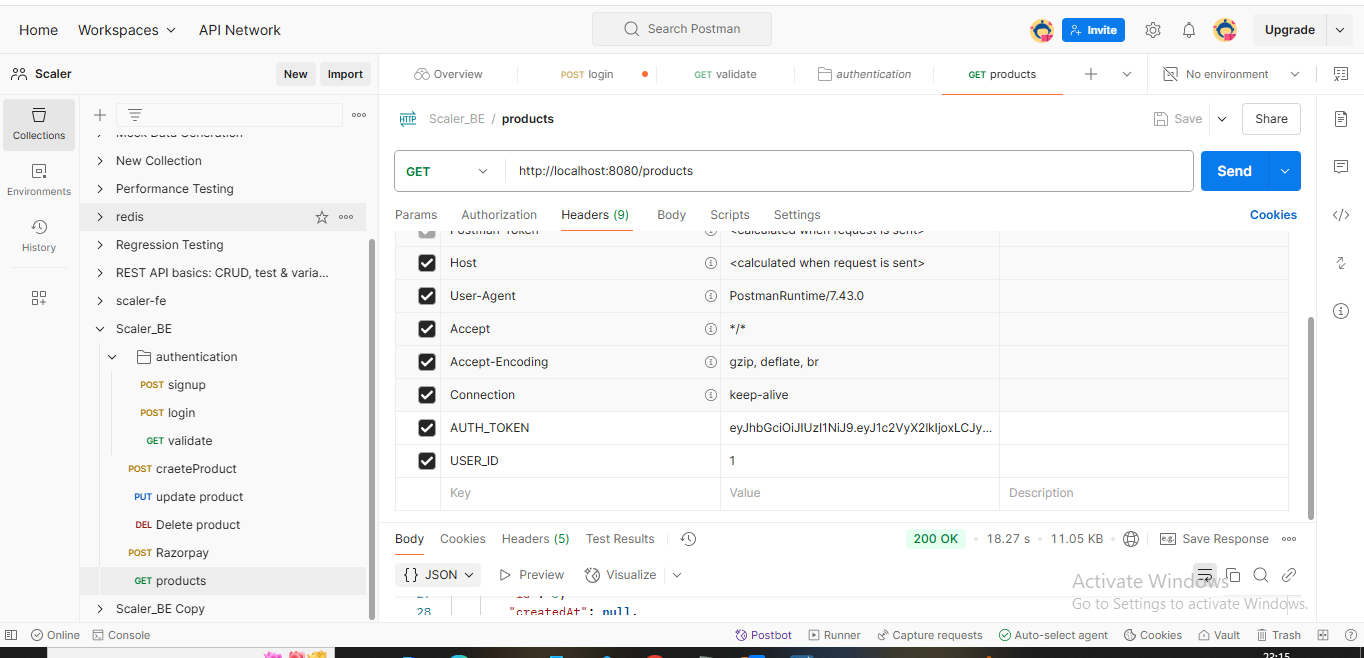 Home Workspaces API Network Search Postman Invite Upgrade
Scaler New Import Overview POST login GET validate authentication GET products No environment
Collections
Environments
History
Mock Data Generation
New Collection
Performance Testing
redis
Regression Testing
REST API basics: CRUD, test & varia...
scaler-fe
Scaler_BE
authentication
POST signup
POST login
GET validate
POST craeteProduct
PUT update product
DEL Delete product
POST Razorpay
GET products
Scaler_BE Copy
HTTP Scaler_BE / products Save Share
GET http://localhost:8080/products Send
Params Authorization Headers (9) Body Scripts Settings Cookies
Postman-Token <calculated when request is sent>
Host <calculated when request is sent>
User-Agent PostmanRuntime/7.43.0
Accept */*
Accept-Encoding gzip, deflate, br
Connection keep-alive
AUTH_TOKEN eyJhbGciOiJIUzI1NiJ9.eyJ1c2VyX2lkIjoxLCJy...
USER_ID 1
Key Value Description
Body Cookies Headers (5) Test Results 200 OK 18.27 s 11.05 KB e.g. Save Response
{} JSON Preview Visualize
28 "createdAt": null,
Activate Windows
Go to Settings to activate Windows.
Online Console Postbot Runner Capture requests Auto-select agent Cookies Vault Trash
22:15